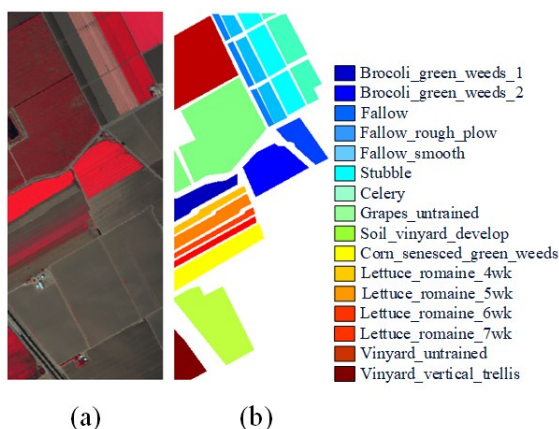 Brocoli_green_weeds_1
Brocoli_green_weeds_2
Fallow
Fallow_rough_plow
Fallow_smooth
Stubble
Celery
Grapes_untrained
Soil_vinyard_develop
Corn_senesced_green_weeds
Lettuce_romaine_4wk
Lettuce_romaine_5wk
Lettuce_romaine_6wk
Lettuce_romaine_7wk
Vinyard_untrained
Vinyard_vertical_trellis
(a) (b)